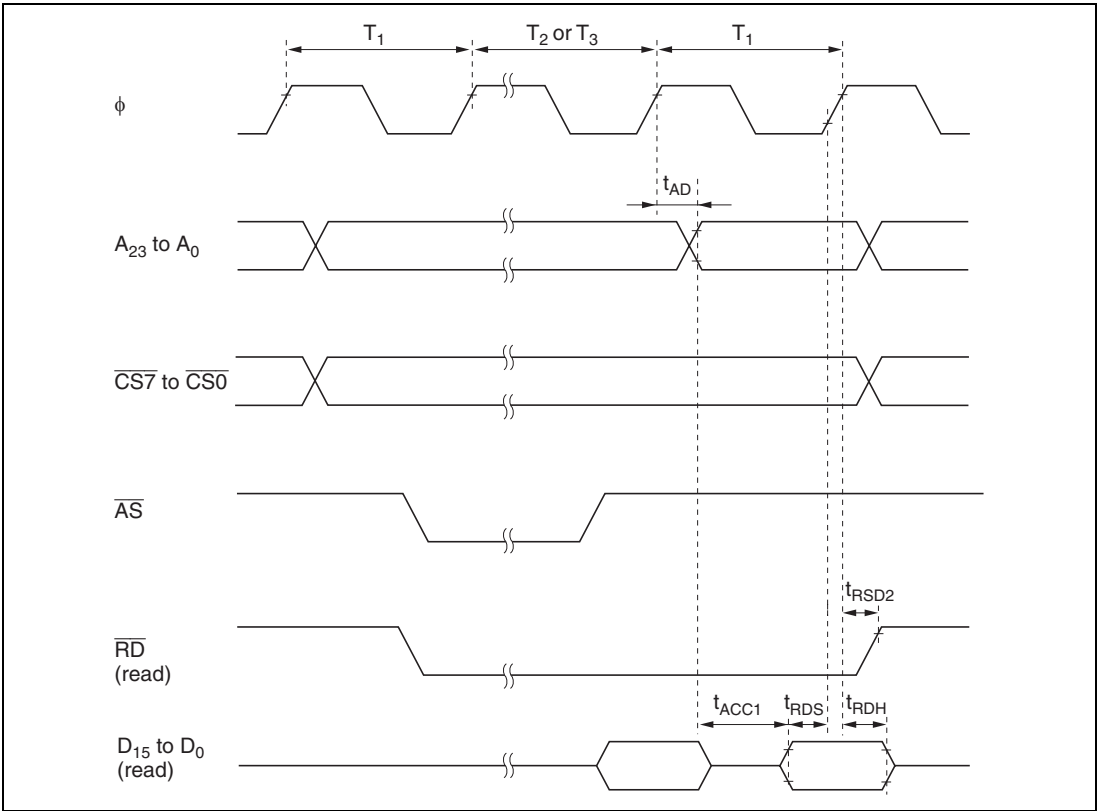 T1 T2 or T3 T1
φ
tAD
A23 to A0
CS7 to CS0
AS
tRSD2
RD
(read)
tACC1 tRDS tRDH
D15 to D0
(read)